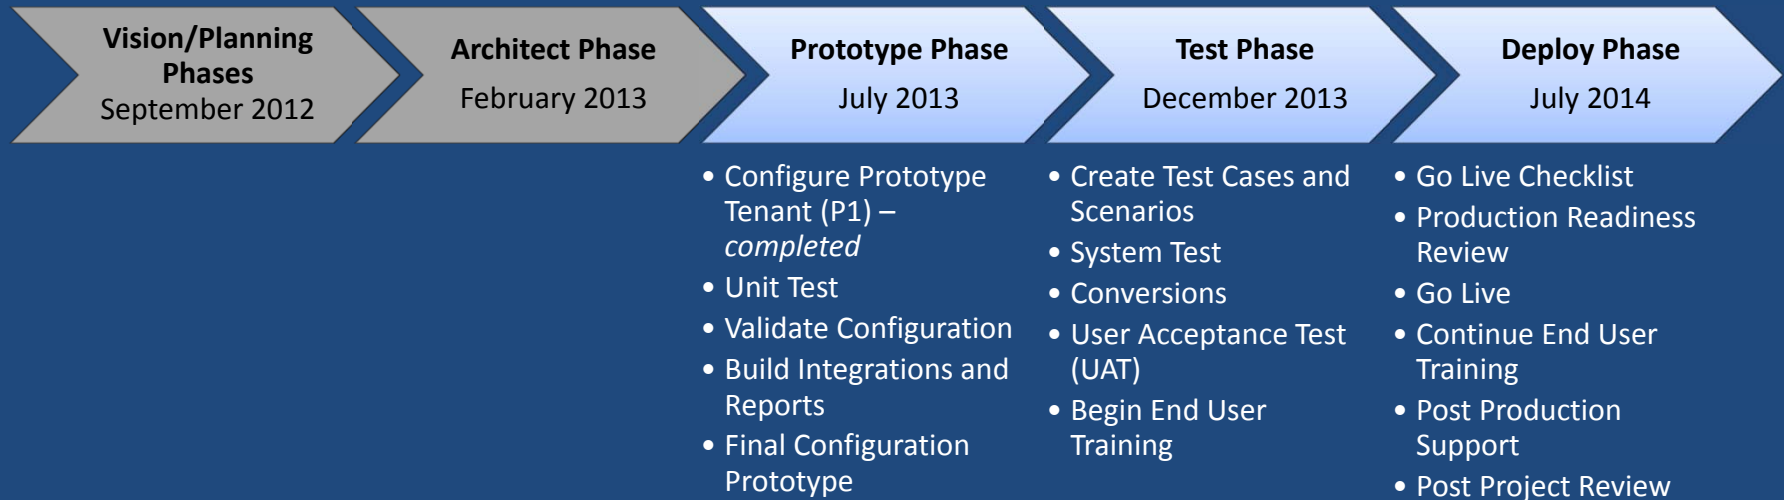 Vision/Planning
Phases
September 2012
Architect Phase
February 2013
Prototype Phase
July 2013
Test Phase
December 2013
Deploy Phase
July 2014
• Configure Prototype
Tenant (P1) –
completed
• Unit Test
• Validate Configuration
• Build Integrations and
Reports
• Final Configuration
Prototype
• Create Test Cases and
Scenarios
• System Test
• Conversions
• User Acceptance Test
(UAT)
• Begin End User
Training
• Go Live Checklist
• Production Readiness
Review
• Go Live
• Continue End User
Training
• Post Production
Support
• Post Project Review